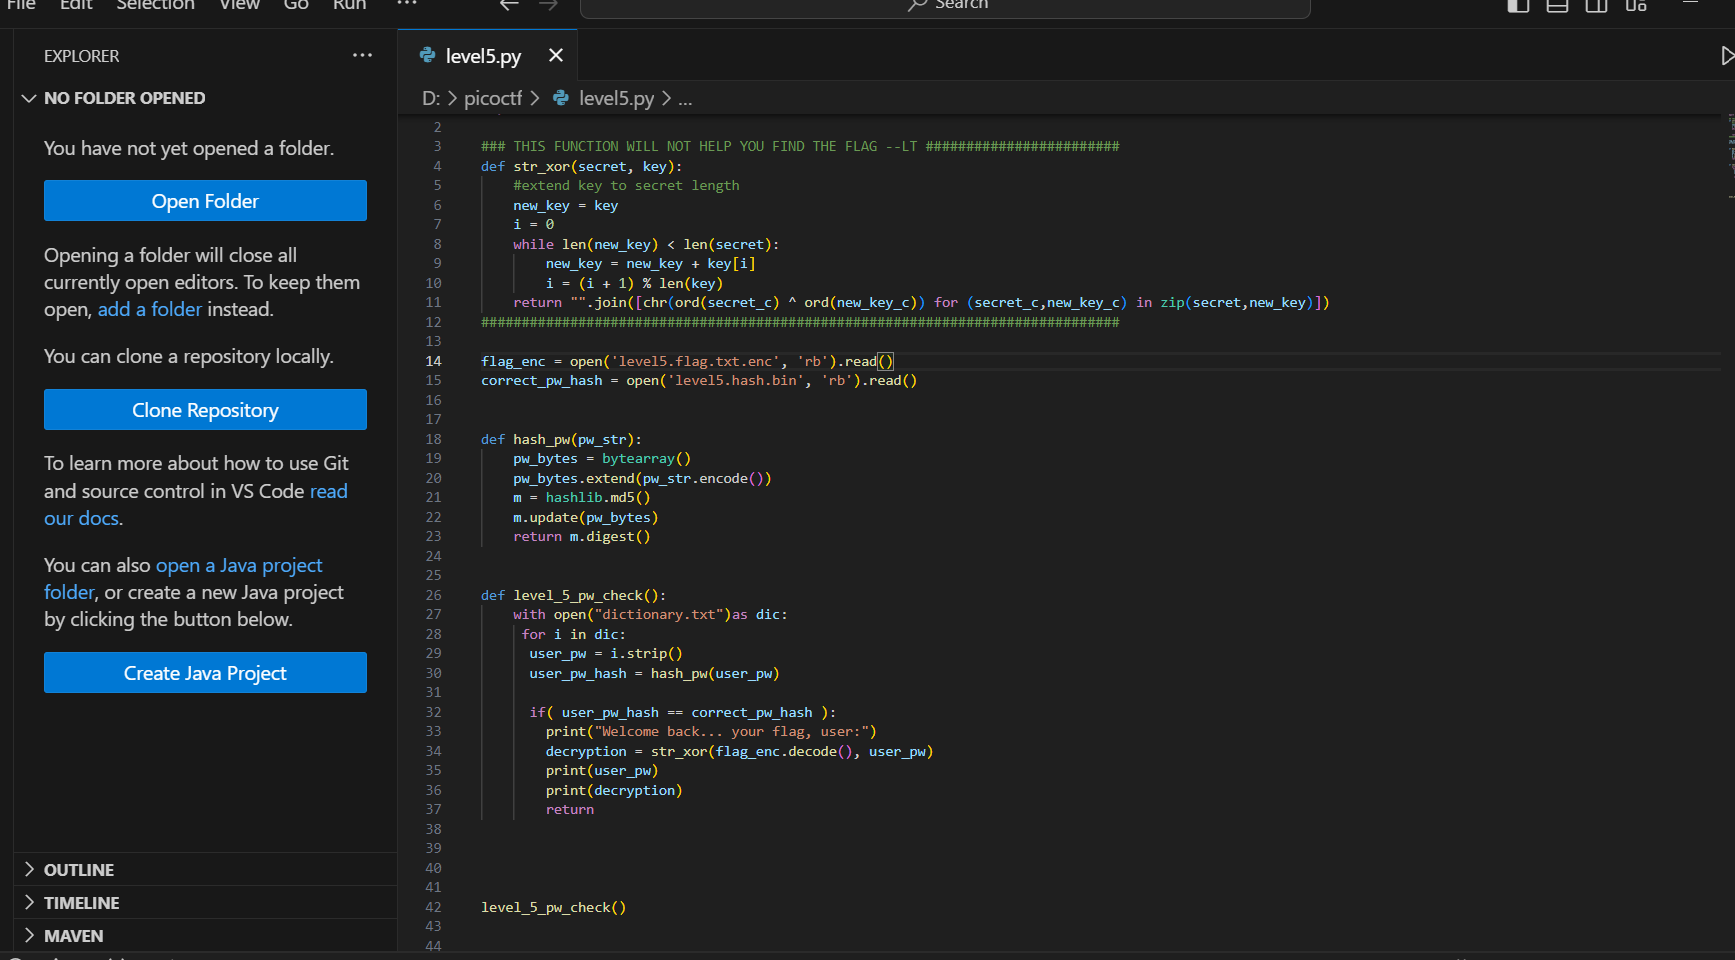 File Edit Selection View Go Run ... Search
EXPLORER ...
NO FOLDER OPENED
You have not yet opened a folder.
Open Folder
Opening a folder will close all
currently open editors. To keep them
open, add a folder instead.
You can clone a repository locally.
Clone Repository
To learn more about how to use Git
and source control in VS Code read
our docs.
You can also open a Java project
folder, or create a new Java project
by clicking the button below.
Create Java Project
OUTLINE
TIMELINE
MAVEN
level5.py
D: > picoctf > level5.py > ...
2
3 ### THIS FUNCTION WILL NOT HELP YOU FIND THE FLAG --LT ########################
4 def str_xor(secret, key):
5     #extend key to secret length
6     new_key = key
7     i = 0
8     while len(new_key) < len(secret):
9         new_key = new_key + key[i]
10         i = (i + 1) % len(key)
11     return "".join([chr(ord(secret_c) ^ ord(new_key_c)) for (secret_c,new_key_c) in zip(secret,new_key)])
12 ###############################################################################
13
14 flag_enc = open('level5.flag.txt.enc', 'rb').read()
15 correct_pw_hash = open('level5.hash.bin', 'rb').read()
16
17
18 def hash_pw(pw_str):
19     pw_bytes = bytearray()
20     pw_bytes.extend(pw_str.encode())
21     m = hashlib.md5()
22     m.update(pw_bytes)
23     return m.digest()
24
25
26 def level_5_pw_check():
27     with open("dictionary.txt")as dic:
28      for i in dic:
29       user_pw = i.strip()
30       user_pw_hash = hash_pw(user_pw)
31
32       if( user_pw_hash == correct_pw_hash ):
33         print("Welcome back... your flag, user:")
34         decryption = str_xor(flag_enc.decode(), user_pw)
35         print(user_pw)
36         print(decryption)
37         return
38
39
40
41
42 level_5_pw_check()
43
44